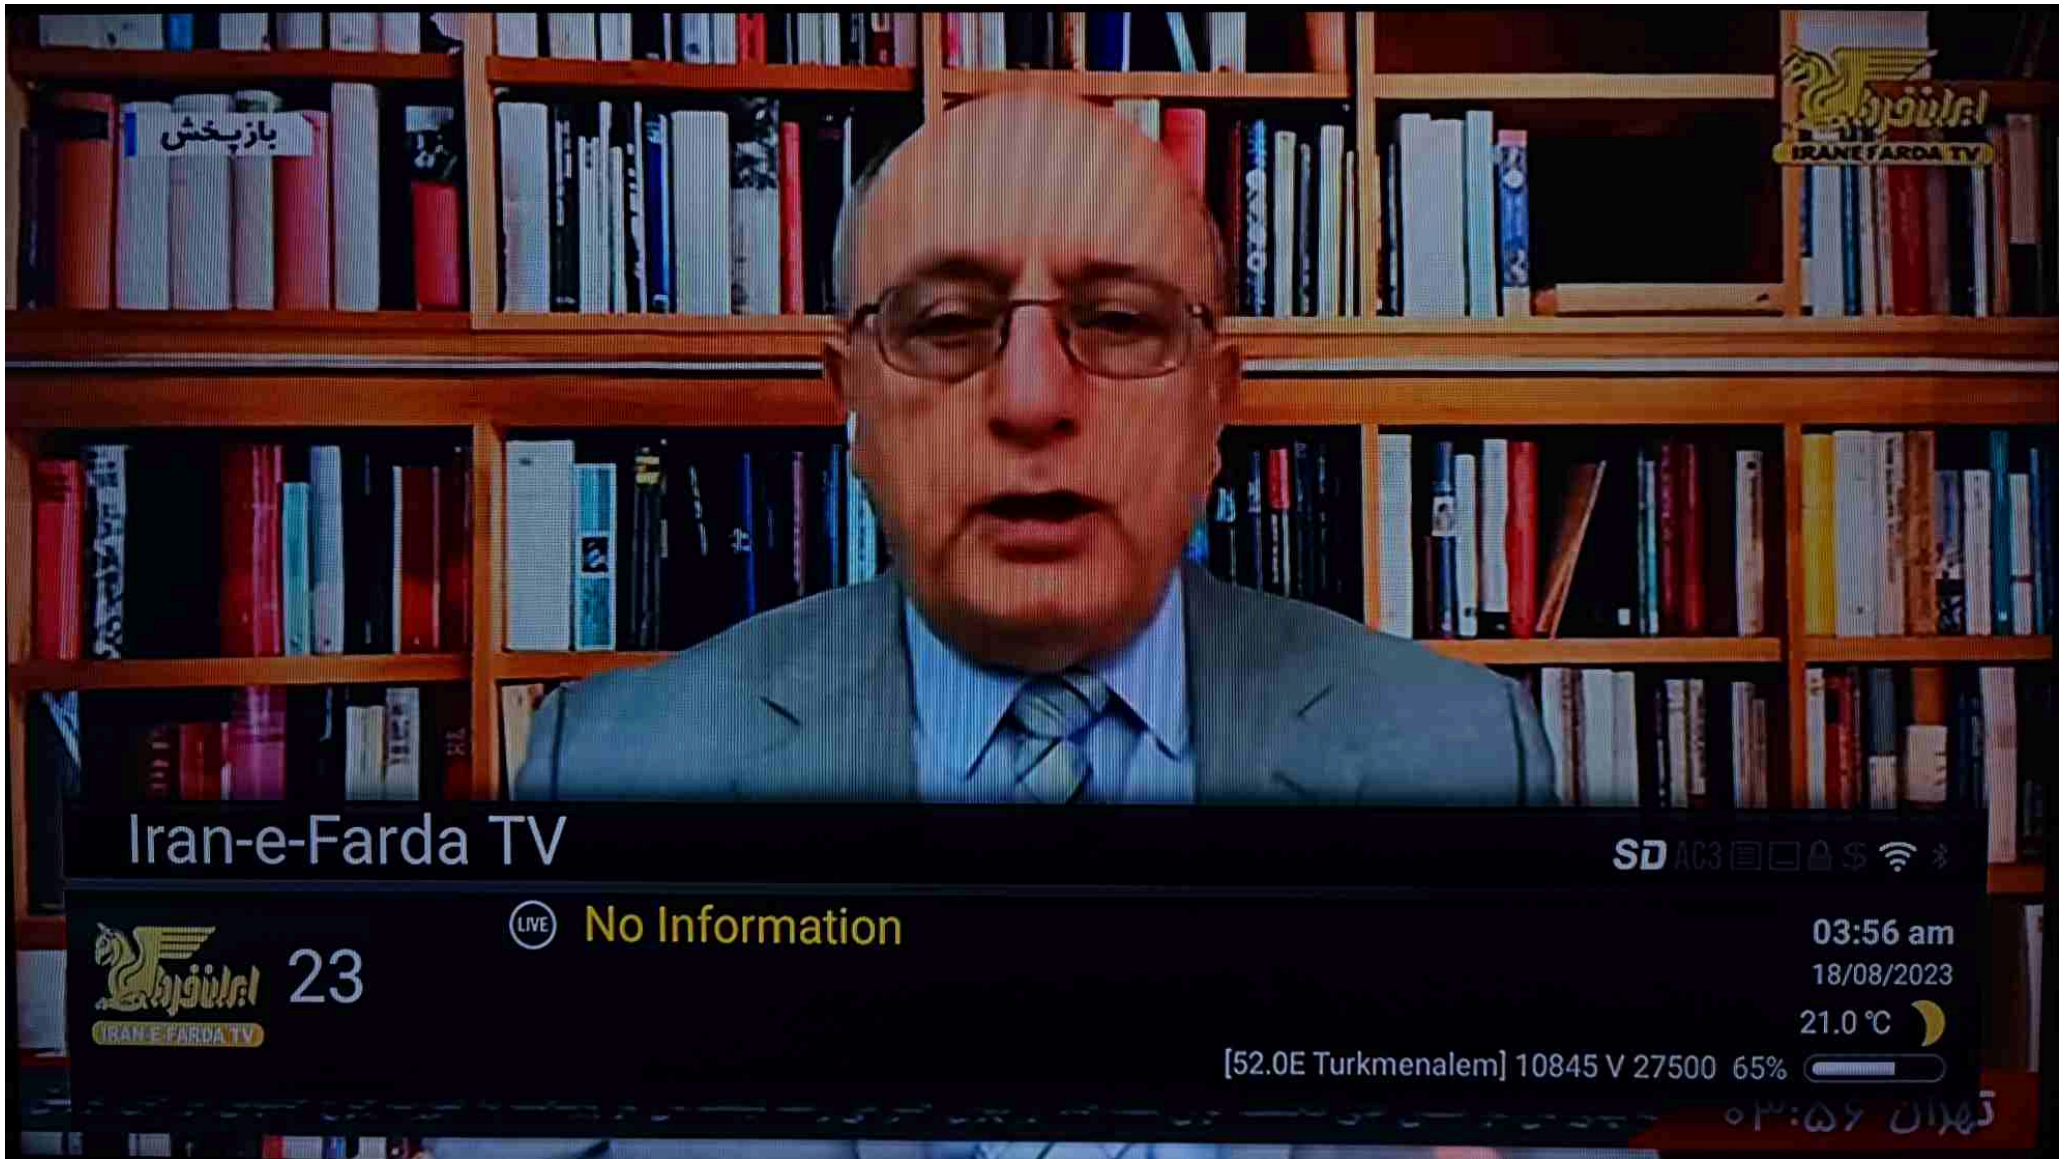 بازپخش
ایران فردا
IRAN E FARDA TV
Iran-e-Farda TV
SD AC3 $
LIVE No Information
03:56 am
ایران فردا
23
18/08/2023
IRAN-E-FARDA TV
21.0 °C
[52.0E Turkmenalem] 10845 V 27500 65%
تهران ۰۳:۵۶